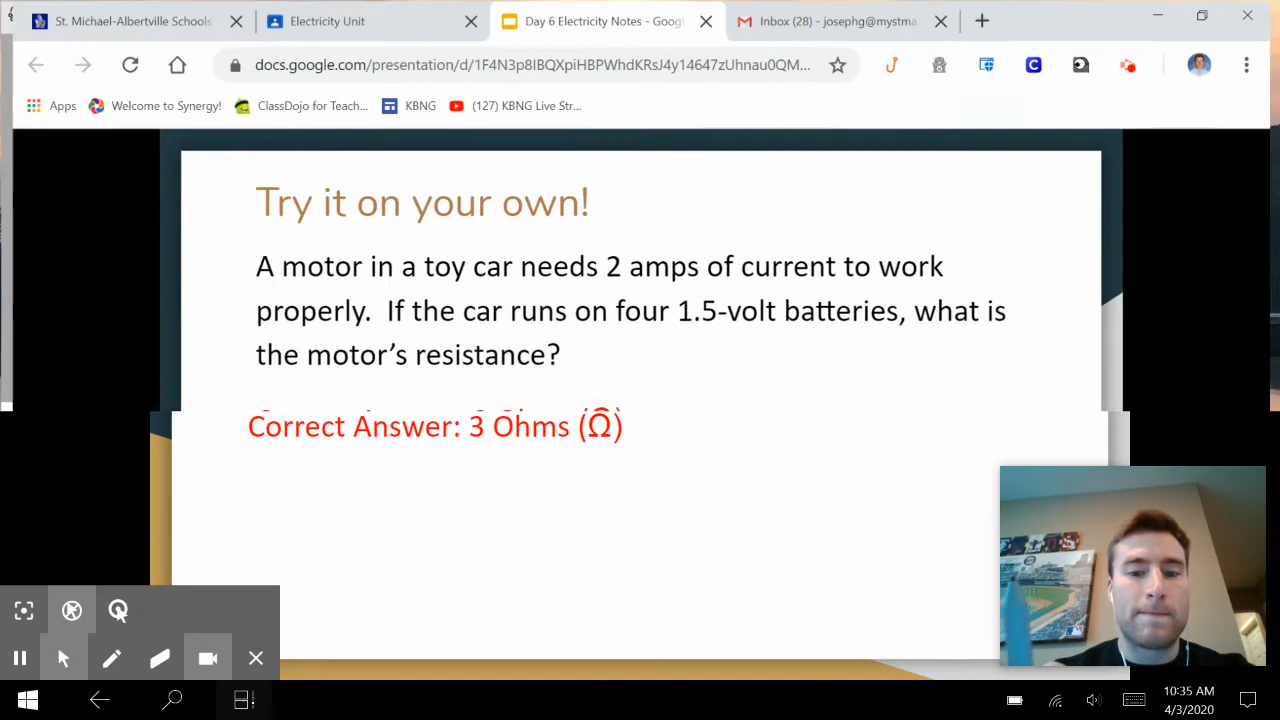 St. Michael-Albertville Schools
Electricity Unit
Day 6 Electricity Notes - Goog
Inbox (28) - josephg@mystma
docs.google.com/presentation/d/1F4N3p8IBQXpiHBPWhdKRsJ4y14647zUhnau0QM...
Apps
Welcome to Synergy!
ClassDojo for Teach...
KBNG
(127) KBNG Live Str...
Try it on your own!
A motor in a toy car needs 2 amps of current to work
properly. If the car runs on four 1.5-volt batteries, what is
the motor's resistance?
Correct Answer: 3 Ohms (Ω)
10:35 AM
4/3/2020